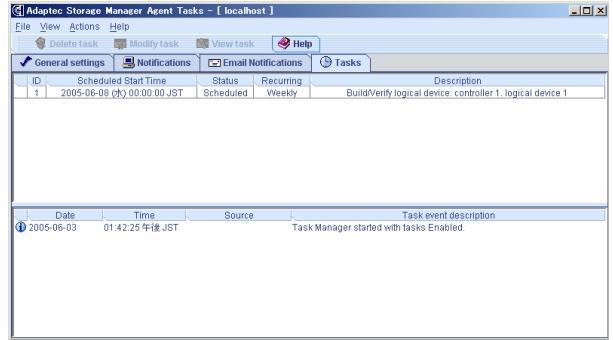 Adaptec Storage Manager Agent Tasks - [ localhost ]
File View Actions Help
Delete task Modify task View task Help
General settings Notifications Email Notifications Tasks
ID Scheduled Start Time Status Recurring Description
1 2005-06-08 (水) 00:00:00 JST Scheduled Weekly Build/Verify logical device: controller 1. logical device 1
Date Time Source Task event description
2005-06-03 01:42:25 午後 JST Task Manager started with tasks Enabled.